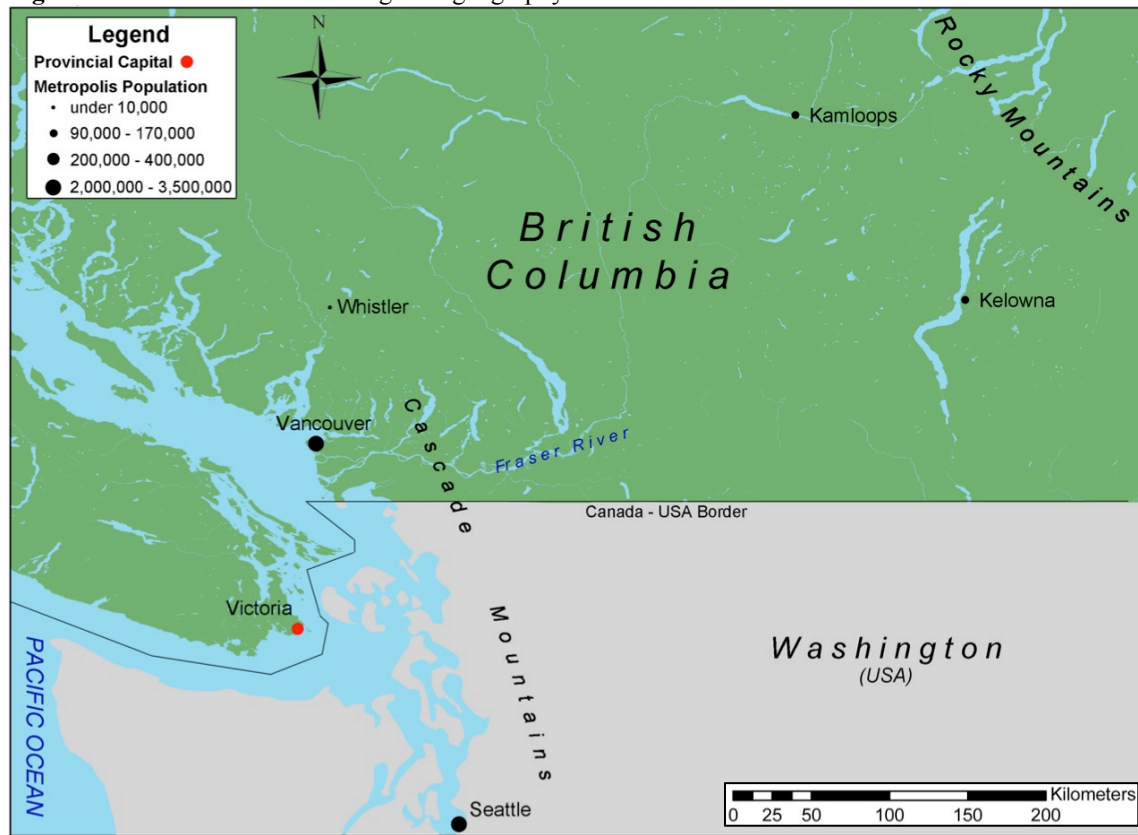 Legend
Provincial Capital
Metropolis Population
under 10,000
90,000 - 170,000
200,000 - 400,000
2,000,000 - 3,500,000
N
Rocky Mountains
Kamloops
British
Columbia
Whistler
Kelowna
Vancouver
Cascade
Fraser River
Canada - USA Border
Victoria
Mountains
Washington
(USA)
PACIFIC OCEAN
Seattle
Kilometers
0 25 50 100 150 200